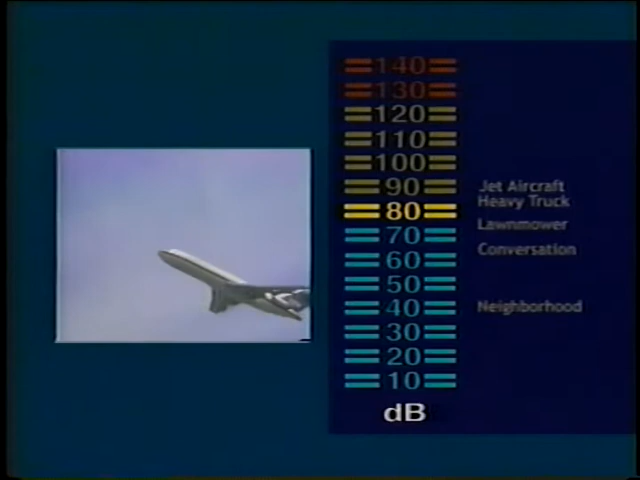 140
130
120
110
100
90 Jet Aircraft
Heavy Truck
80
Lawnmower
70
Conversation
60
50
40 Neighborhood
30
20
10
dB